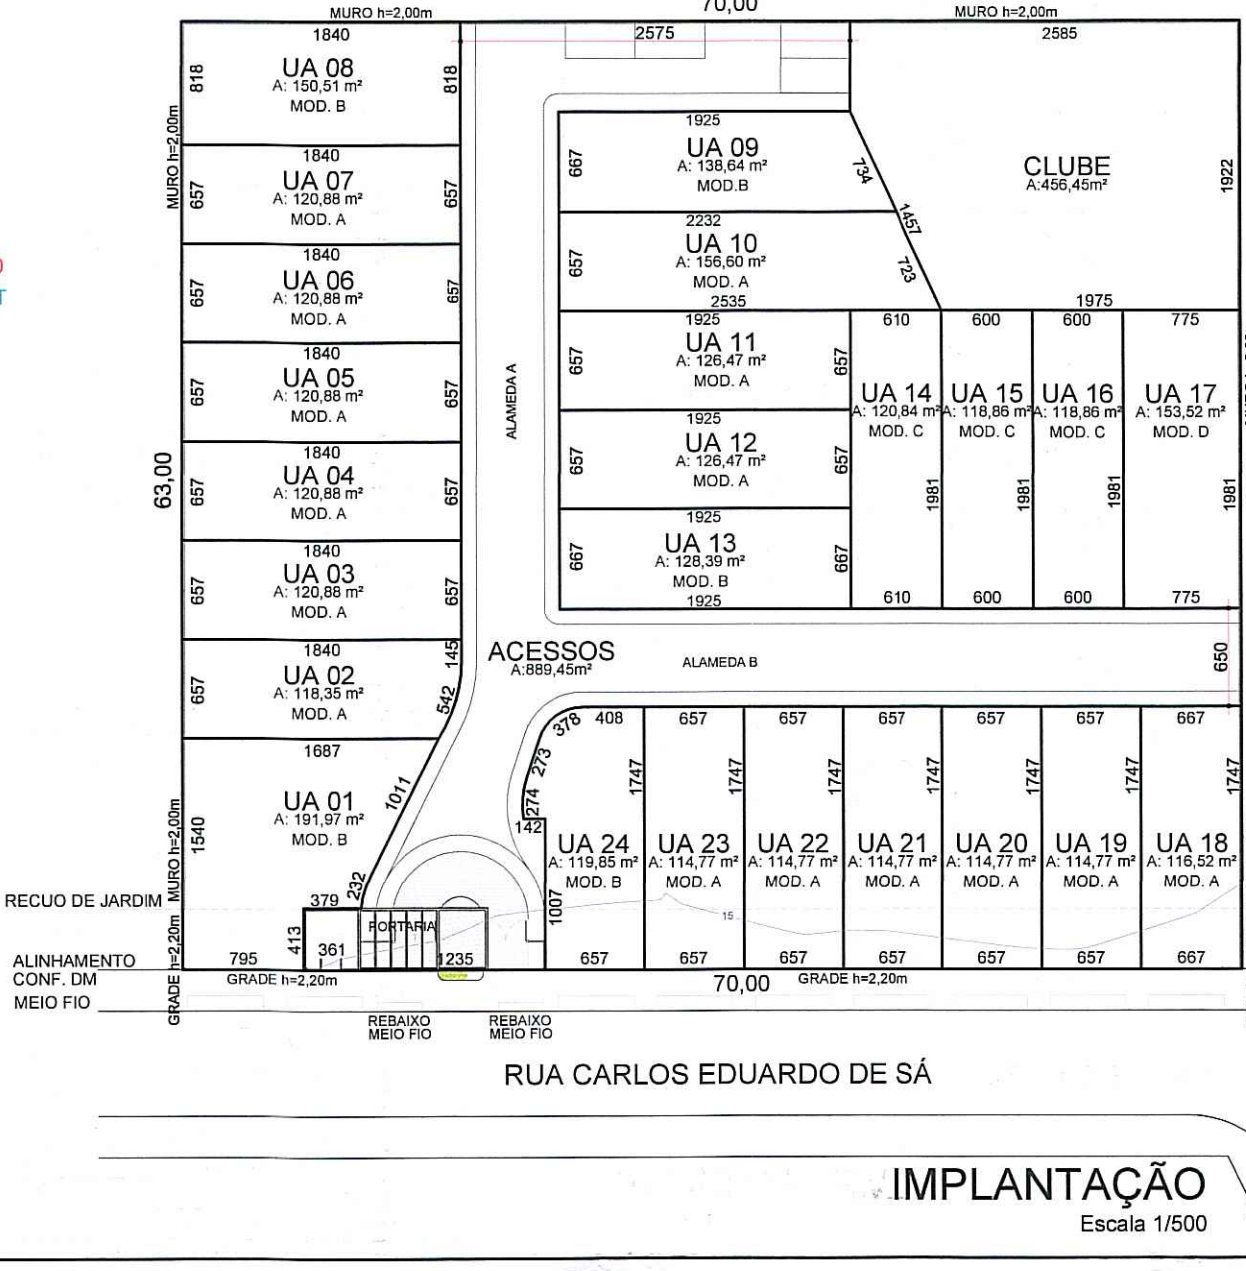 MURO h=2,00m
70,00
MURO h=2,00m
1840
2575
2585
818
UA 08
A: 150,51 m²
MOD. B
818
MURO h=2,00m
1840
657
UA 07
A: 120,88 m²
MOD. A
657
1840
657
UA 06
A: 120,88 m²
MOD. A
657
1840
657
UA 05
A: 120,88 m²
MOD. A
657
63,00
1840
657
UA 04
A: 120,88 m²
MOD. A
657
1840
657
UA 03
A: 120,88 m²
MOD. A
657
1840
657
UA 02
A: 118,35 m²
MOD. A
145
542
1687
1540
UA 01
A: 191,97 m²
MOD. B
1011
232
379
413
361
795
MURO h=2,00m
ALAMEDA A
1925
667
UA 09
A: 138,64 m²
MOD.B
734
1457
CLUBE
A:456,45m²
1922
2232
657
UA 10
A: 156,60 m²
MOD. A
723
2535
1975
1925
657
UA 11
A: 126,47 m²
MOD. A
657
1925
657
UA 12
A: 126,47 m²
MOD. A
657
1925
667
UA 13
A: 128,39 m²
MOD. B
667
1925
610
600
600
775
UA 14
A: 120,84 m²
MOD. C
1981
UA 15
A: 118,86 m²
MOD. C
1981
UA 16
A: 118,86 m²
MOD. C
1981
UA 17
A: 153,52 m²
MOD. D
1981
610
600
600
775
ACESSOS
A:889,45m²
ALAMEDA B
650
378
408
657
657
657
657
657
667
273
274
142
1007
1747
1747
1747
1747
1747
1747
1747
UA 24
A: 119,85 m²
MOD. B
UA 23
A: 114,77 m²
MOD. A
UA 22
A: 114,77 m²
MOD. A
UA 21
A: 114,77 m²
MOD. A
UA 20
A: 114,77 m²
MOD. A
UA 19
A: 114,77 m²
MOD. A
UA 18
A: 116,52 m²
MOD. A
15
657
657
657
657
657
657
667
RECUO DE JARDIM
PORTARIA
1235
ALINHAMENTO
CONF. DM
MEIO FIO
GRADE h=2,20m
GRADE h=2,20m
70,00
GRADE h=2,20m
REBAIXO
MEIO FIO
REBAIXO
MEIO FIO
RUA CARLOS EDUARDO DE SÁ
IMPLANTAÇÃO
Escala 1/500